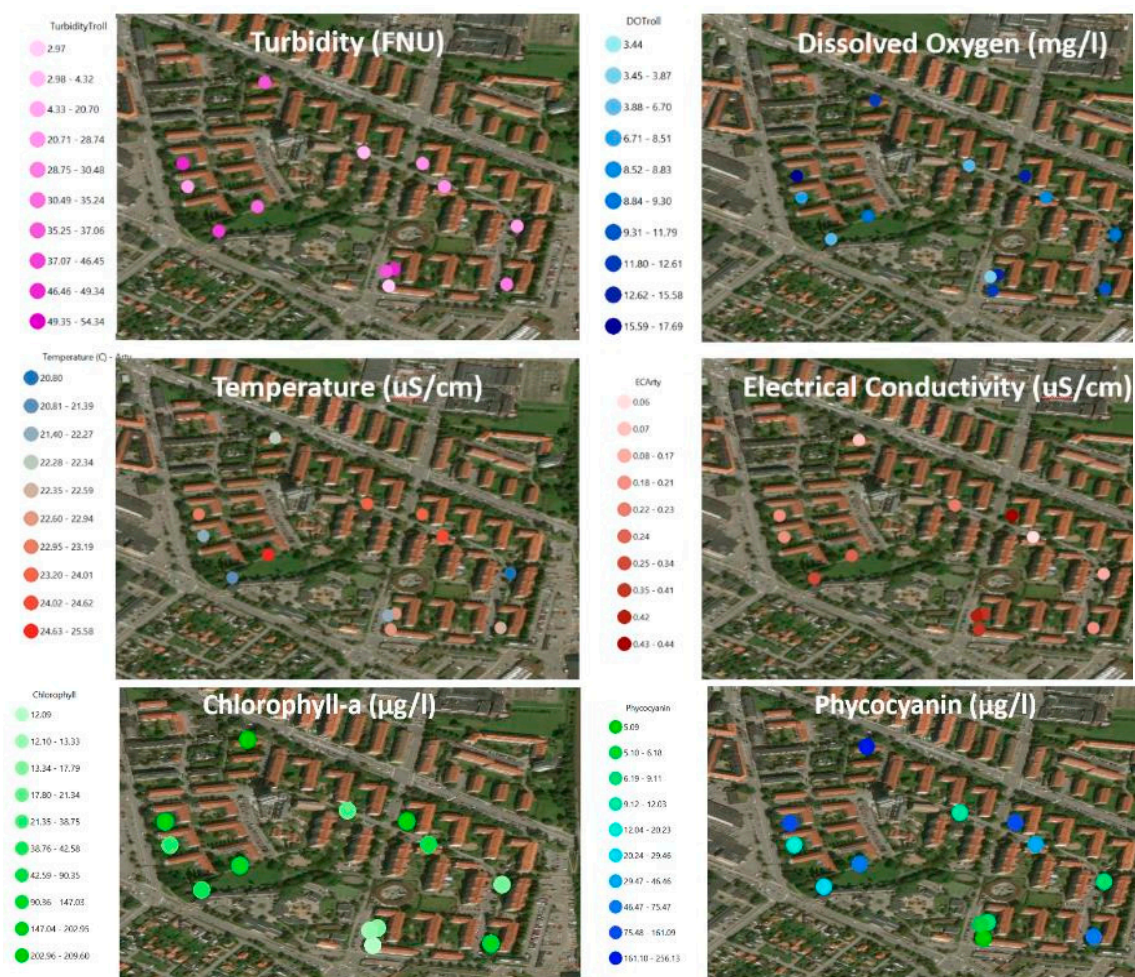 TurbidityTroll
Turbidity (FNU)
2.97
2.98 - 4.32
4.33 - 20.70
20.71 - 28.74
28.75 - 30.48
30.49 - 35.24
35.25 - 37.06
37.07 - 46.45
46.46 - 49.34
49.35 - 54.34
DOTroll
Dissolved Oxygen (mg/l)
3.44
3.45 - 3.87
3.88 - 6.70
6.71 - 8.51
8.52 - 8.83
8.84 - 9.30
9.31 - 11.79
11.80 - 12.61
12.62 - 15.58
15.59 - 17.69
Temperature (C) - Arty
Temperature (uS/cm)
20.80
20.81 - 21.39
21.40 - 22.27
22.28 - 22.34
22.35 - 22.59
22.60 - 22.94
22.95 - 23.19
23.20 - 24.01
24.02 - 24.62
24.63 - 25.58
ECArty
Electrical Conductivity (uS/cm)
0.06
0.07
0.08 - 0.17
0.18 - 0.21
0.22 - 0.23
0.24
0.25 - 0.34
0.35 - 0.41
0.42
0.43 - 0.44
Chlorophyll
Chlorophyll-a (µg/l)
12.09
12.10 - 13.33
13.34 - 17.79
17.80 - 21.34
21.35 - 38.75
38.76 - 42.58
42.59 - 90.35
90.36 - 147.03
147.04 - 202.95
202.96 - 209.60
Phycocyanin
Phycocyanin (µg/l)
5.09
5.10 - 6.18
6.19 - 9.11
9.12 - 12.03
12.04 - 20.23
20.24 - 29.46
29.47 - 46.46
46.47 - 75.47
75.48 - 161.09
161.10 - 256.13